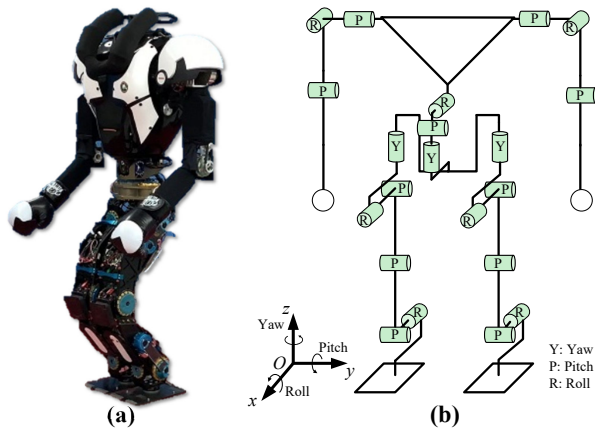 R P P R
P P
R
P
Y Y Y
P P
R R
P P
z
Yaw
R R
P P
Pitch
O y
Roll
x
Y: Yaw
P: Pitch
R: Roll
(a) (b)